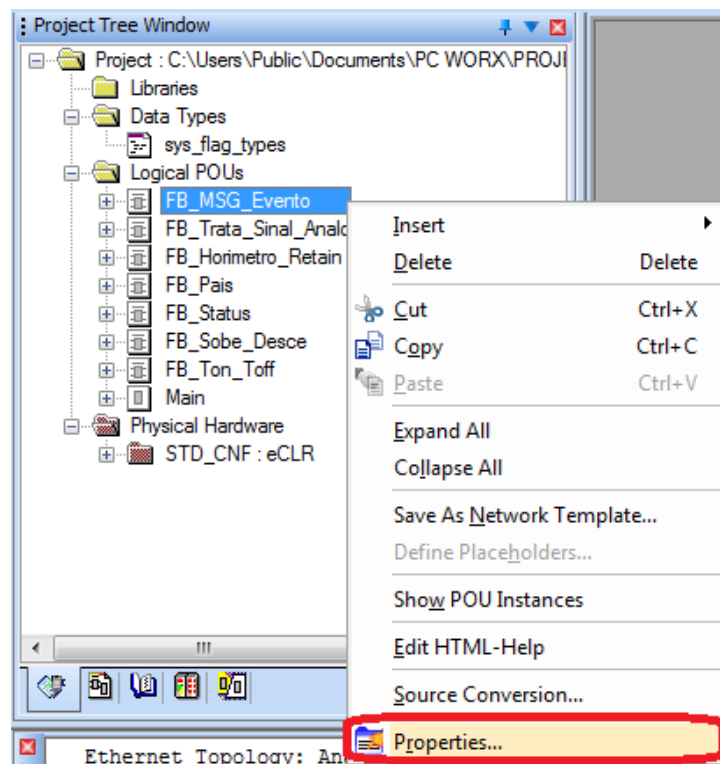 Project Tree Window
Project : C:\Users\Public\Documents\PC WORX\PROJ
Libraries
Data Types
sys_flag_types
Logical POUs
FB_MSG_Evento
FB_Trata_Sinal_Analo
FB_Horimetro_Retain
FB_Pais
FB_Status
FB_Sobe_Desce
FB_Ton_Toff
Main
Physical Hardware
STD_CNF : eCLR
Insert
Delete Delete
Cut Ctrl+X
Copy Ctrl+C
Paste Ctrl+V
Expand All
Collapse All
Save As Network Template...
Define Placeholders...
Show POU Instances
Edit HTML-Help
Source Conversion...
Properties...
Ethernet Topology: An